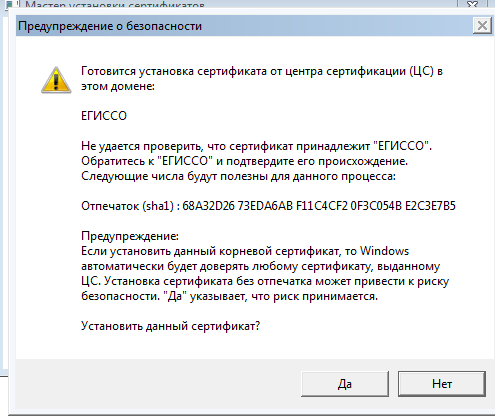 Мастер установки сертификатов
Предупреждение о безопасности
Готовится установка сертификата от центра сертификации (ЦС) в
этом домене:
ЕГИССО
Не удается проверить, что сертификат принадлежит "ЕГИССО".
Обратитесь к "ЕГИССО" и подтвердите его происхождение.
Следующие числа будут полезны для данного процесса:
Отпечаток (sha1) : 68A32D26 73EDA6AB F11C4CF2 0F3C054B E2C3E7B5
Предупреждение:
Если установить данный корневой сертификат, то Windows
автоматически будет доверять любому сертификату, выданному
ЦС. Установка сертификата без отпечатка может привести к риску
безопасности. "Да" указывает, что риск принимается.
Установить данный сертификат?
Да
Нет